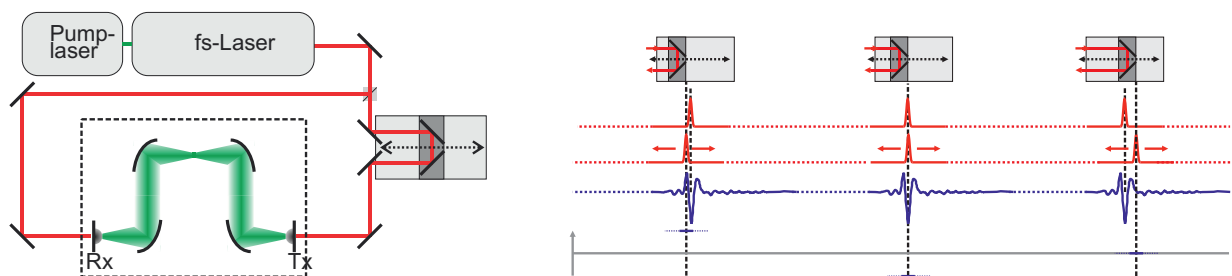 Pump-
laser
fs-Laser
Rx
Tx